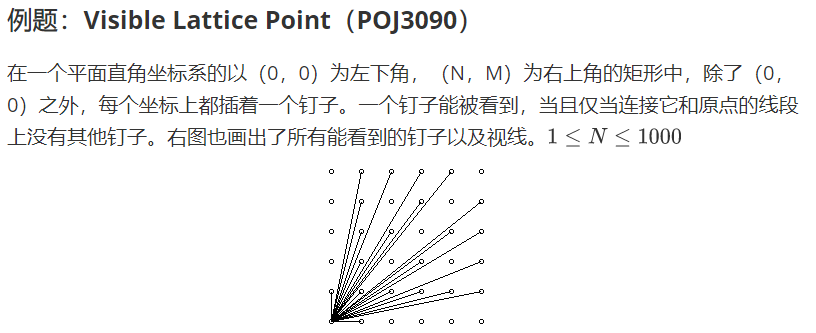 例题：Visible Lattice Point（POJ3090）
在一个平面直角坐标系的以（0，0）为左下角，（N，M）为右上角的矩形中，除了（0，
0）之外，每个坐标上都插着一个钉子。一个钉子能被看到，当且仅当连接它和原点的线段
上没有其他钉子。右图也画出了所有能看到的钉子以及视线。1 ≤ N ≤ 1000